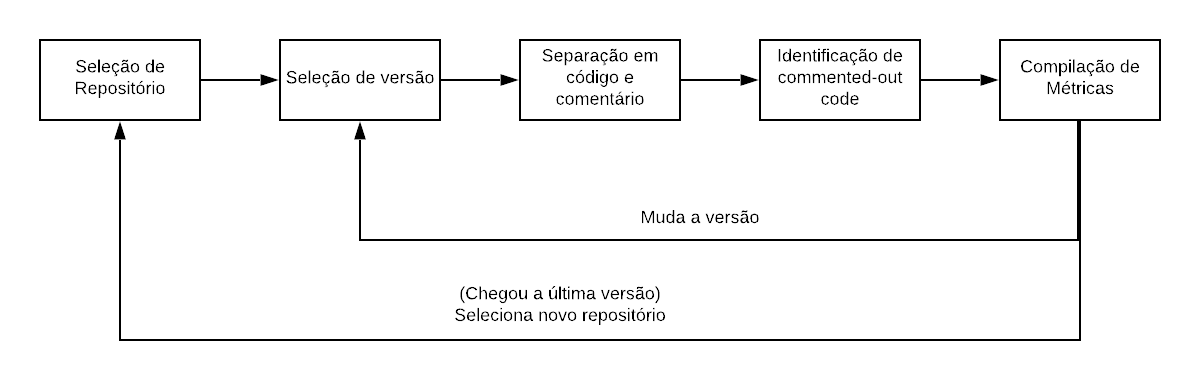 Seleção de
Repositório
Seleção de versão
Separação em
código e
comentário
Identificação de
commented-out
code
Compilação de
Métricas
Muda a versão
(Chegou a última versão)
Seleciona novo repositório